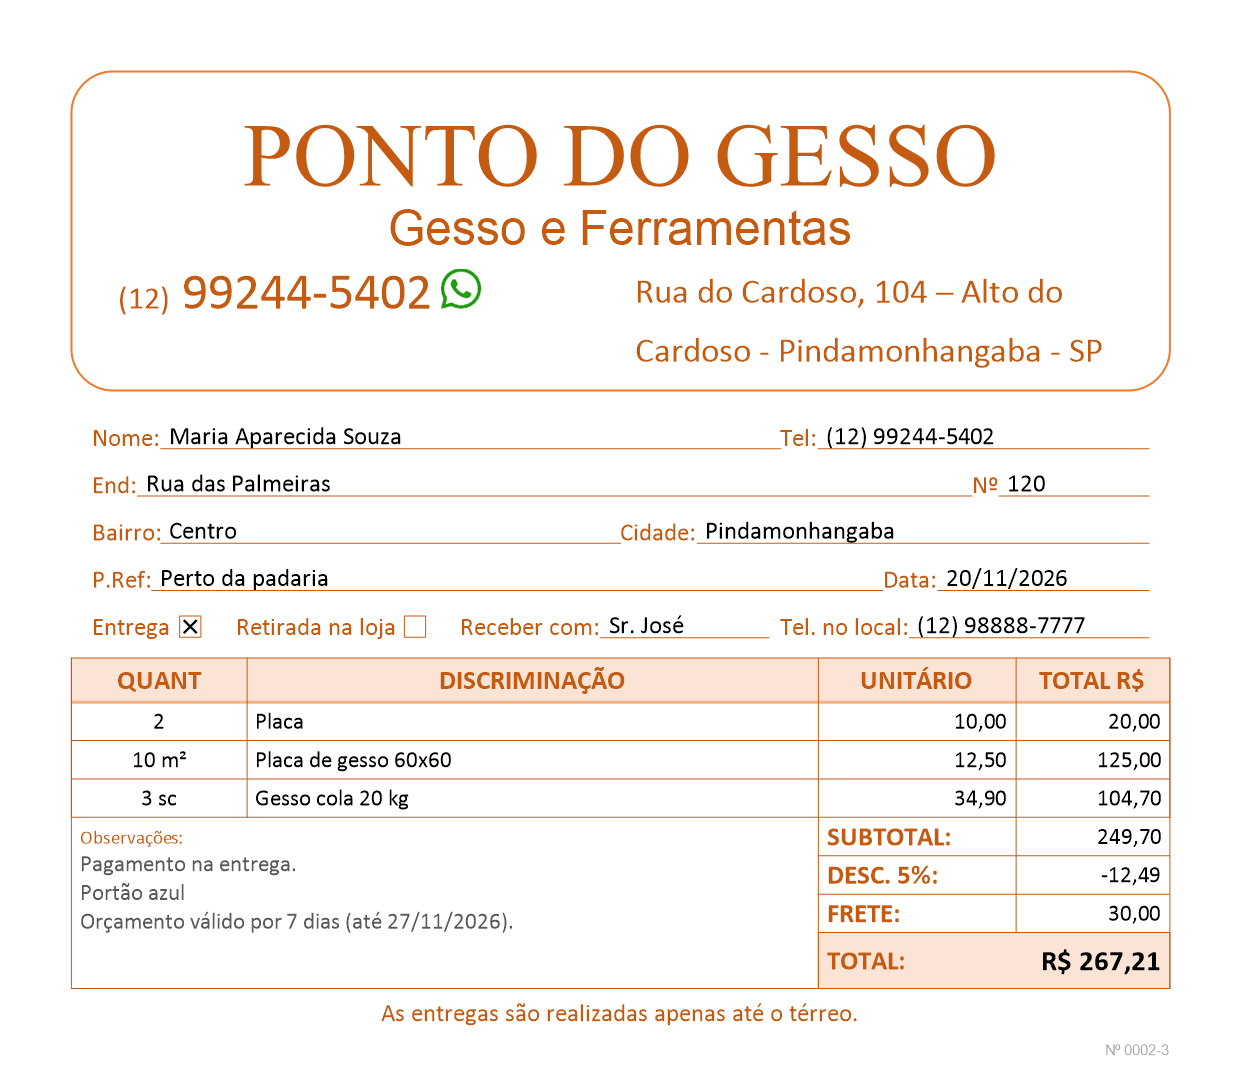 PONTO DO GESSO
Gesso e Ferramentas
(12) 99244-5402
Rua do Cardoso, 104 – Alto do
Cardoso - Pindamonhangaba - SP
Nome: Maria Aparecida Souza Tel: (12) 99244-5402
End: Rua das Palmeiras Nº 120
Bairro: Centro Cidade: Pindamonhangaba
P.Ref: Perto da padaria Data: 20/11/2026
Entrega ☒ Retirada na loja ☐ Receber com: Sr. José Tel. no local: (12) 98888-7777
QUANT DISCRIMINAÇÃO UNITÁRIO TOTAL R$
2 Placa 10,00 20,00
10 m² Placa de gesso 60x60 12,50 125,00
3 sc Gesso cola 20 kg 34,90 104,70
Observações:
Pagamento na entrega.
Portão azul
Orçamento válido por 7 dias (até 27/11/2026).
SUBTOTAL: 249,70
DESC. 5%: -12,49
FRETE: 30,00
TOTAL: R$ 267,21
As entregas são realizadas apenas até o térreo.
Nº 0002-3